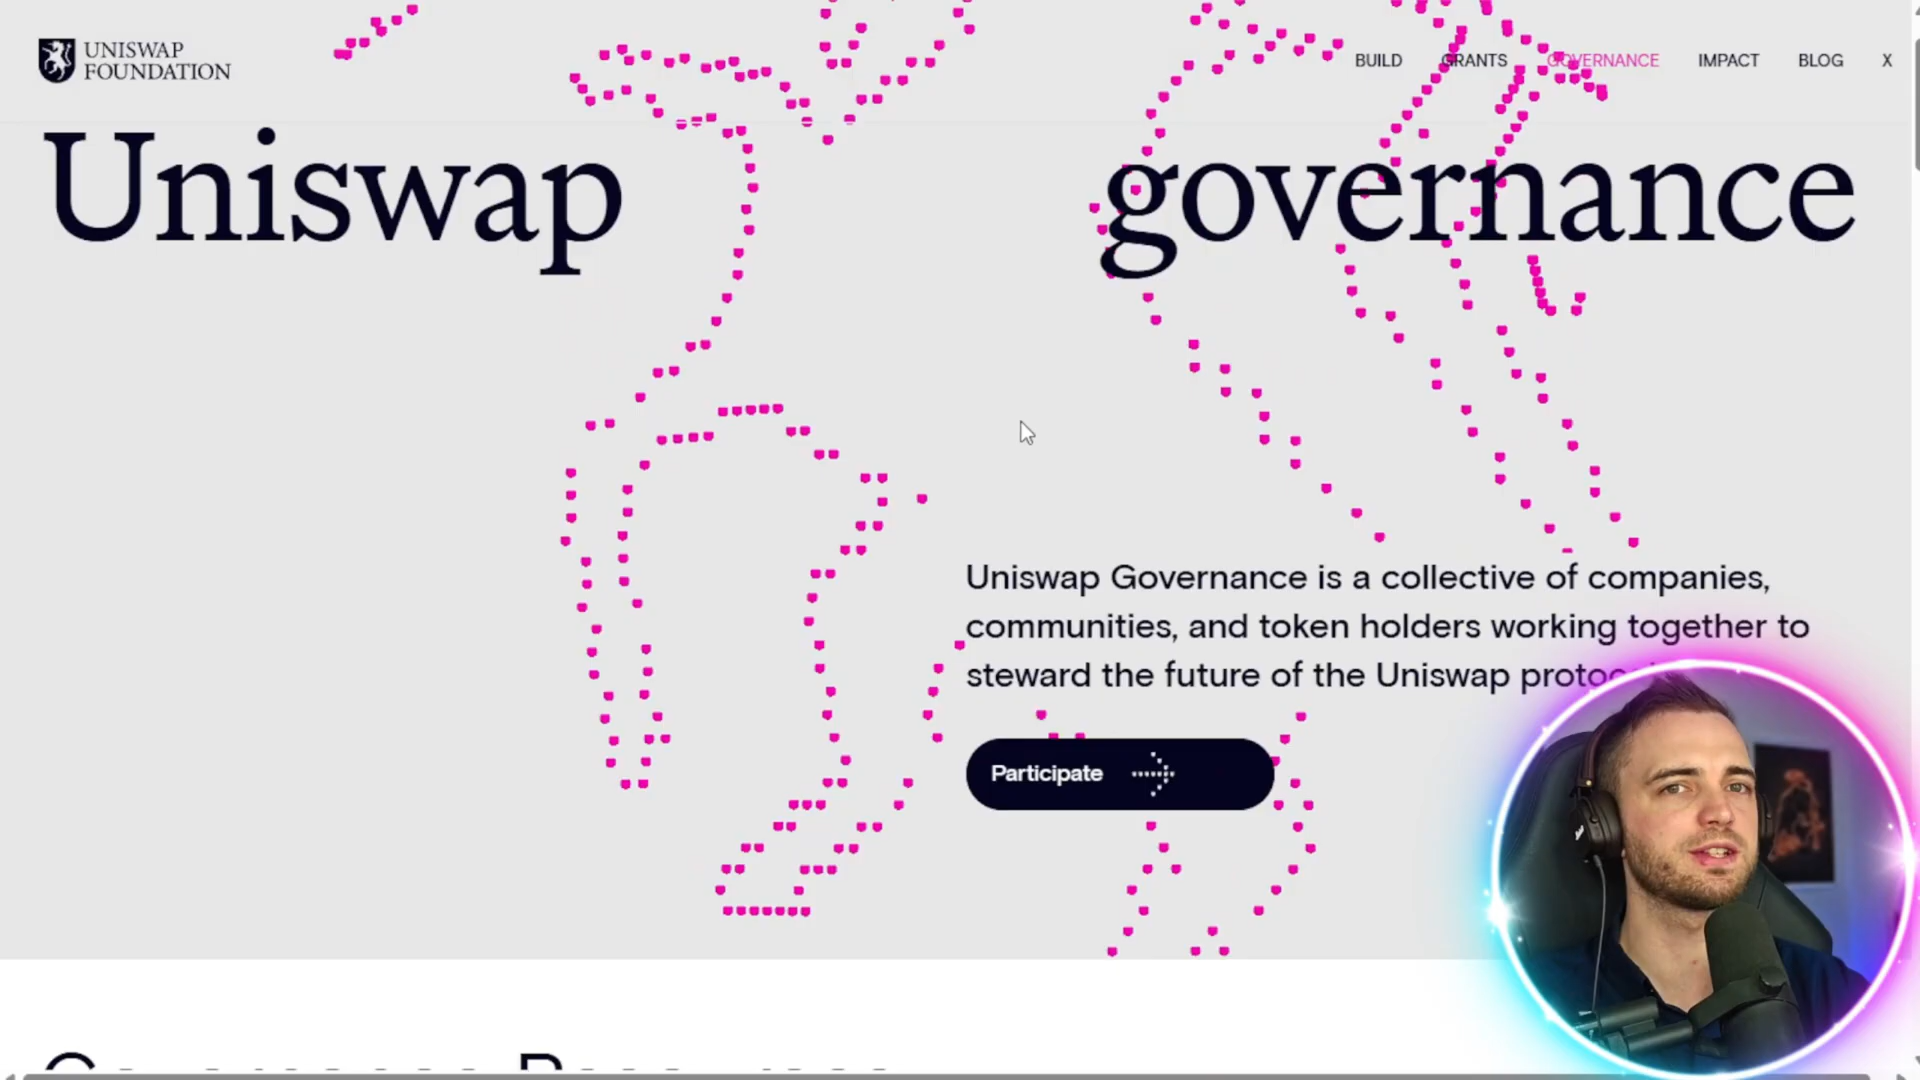 UNISWAP
FOUNDATION
BUILD
GRANTS
GOVERNANCE
IMPACT
BLOG
X
Uniswap governance
Uniswap Governance is a collective of companies,
communities, and token holders working together to
steward the future of the Uniswap
Participate